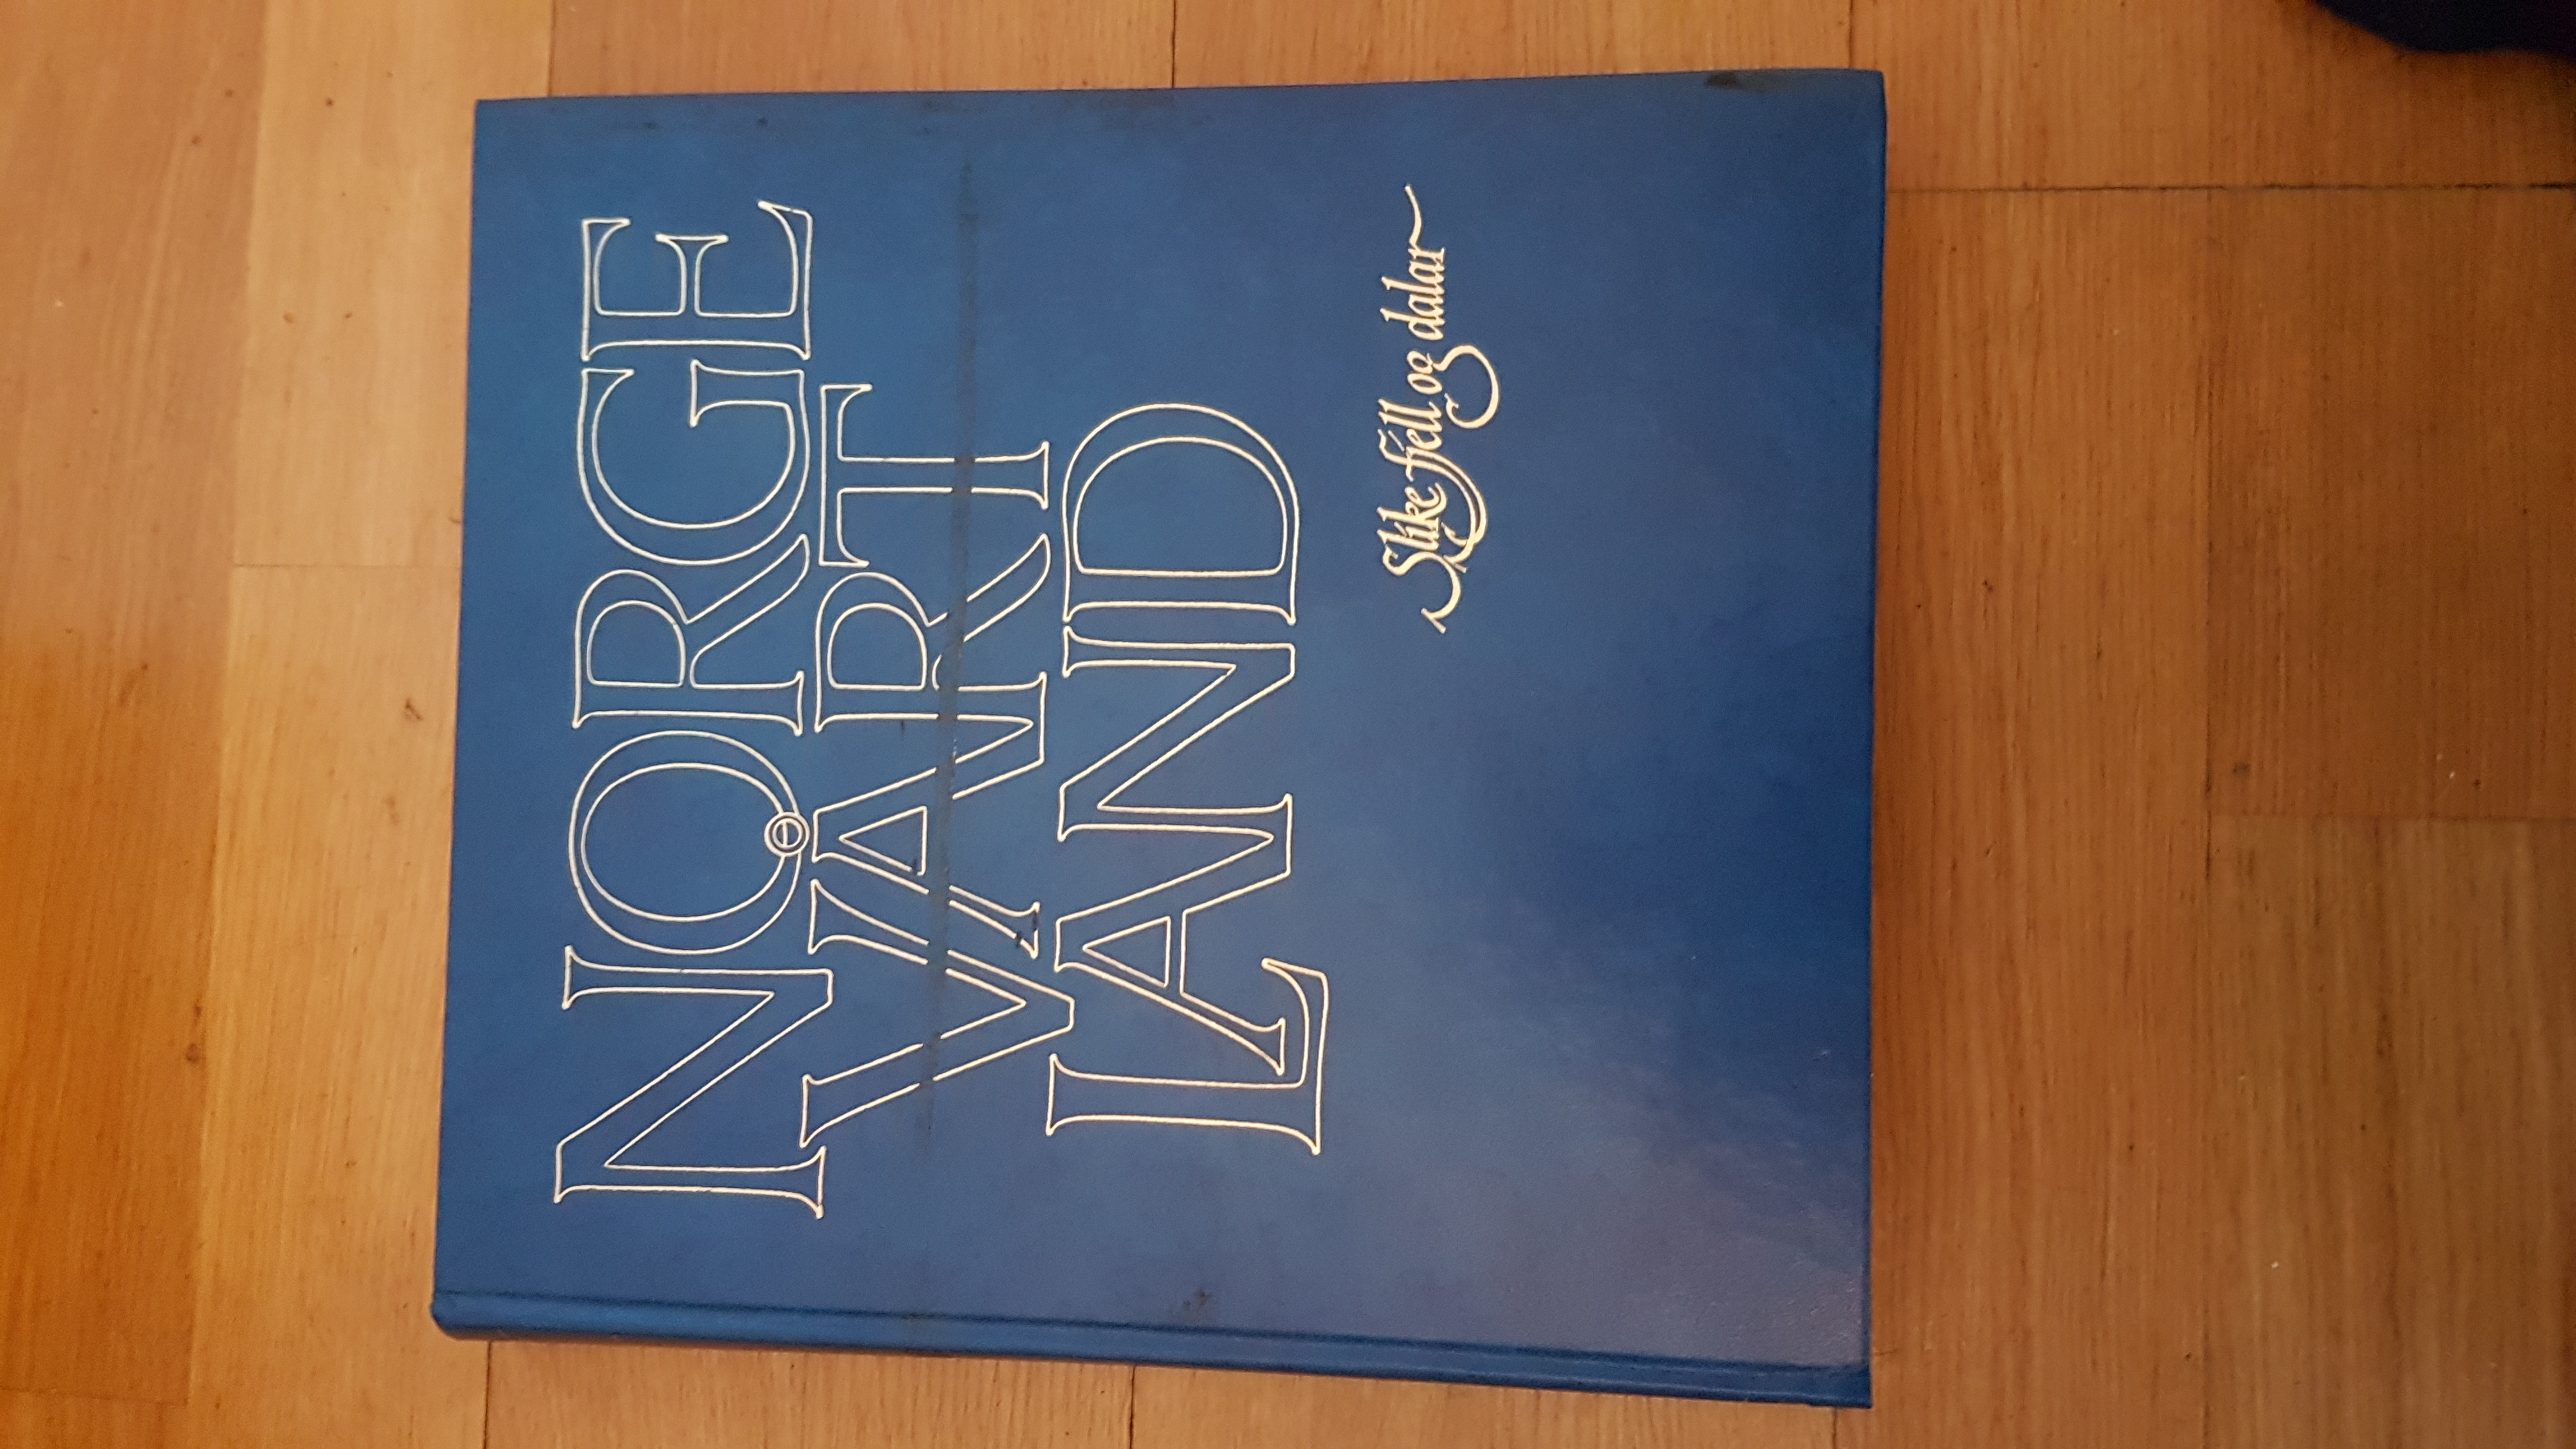 NORGE
VÅRT
LAND
Slike fjell og dalar